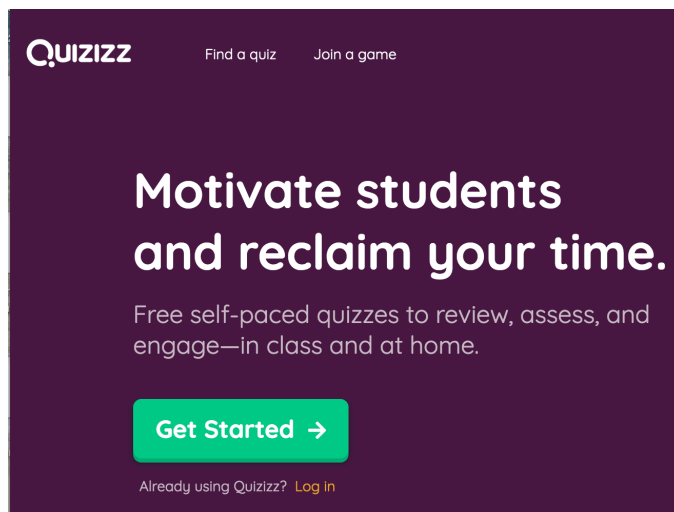 Quizizz Find a quiz Join a game
Motivate students
and reclaim your time.
Free self-paced quizzes to review, assess, and
engage—in class and at home.
Get Started →
Already using Quizizz? Log in